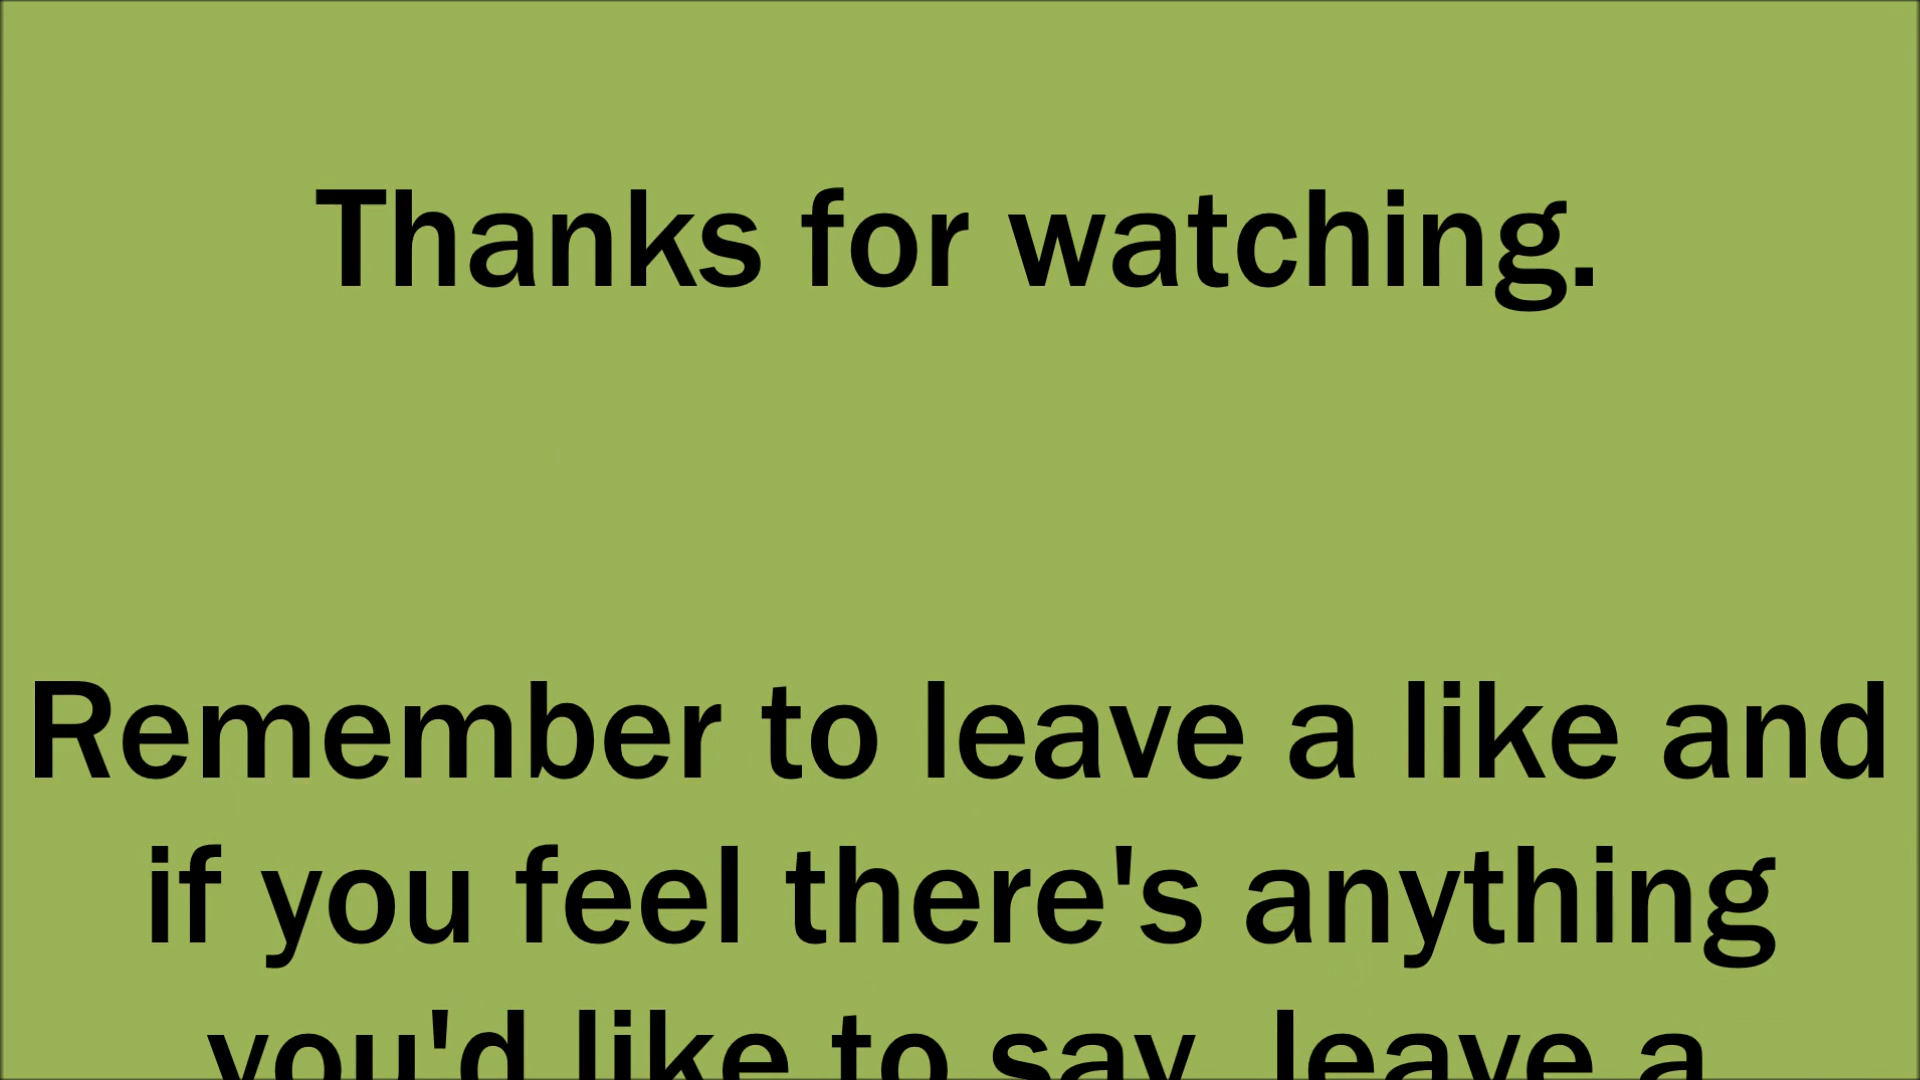 Thanks for watching.
Remember to leave a like and
if you feel there's anything
you'd like to say, leave a